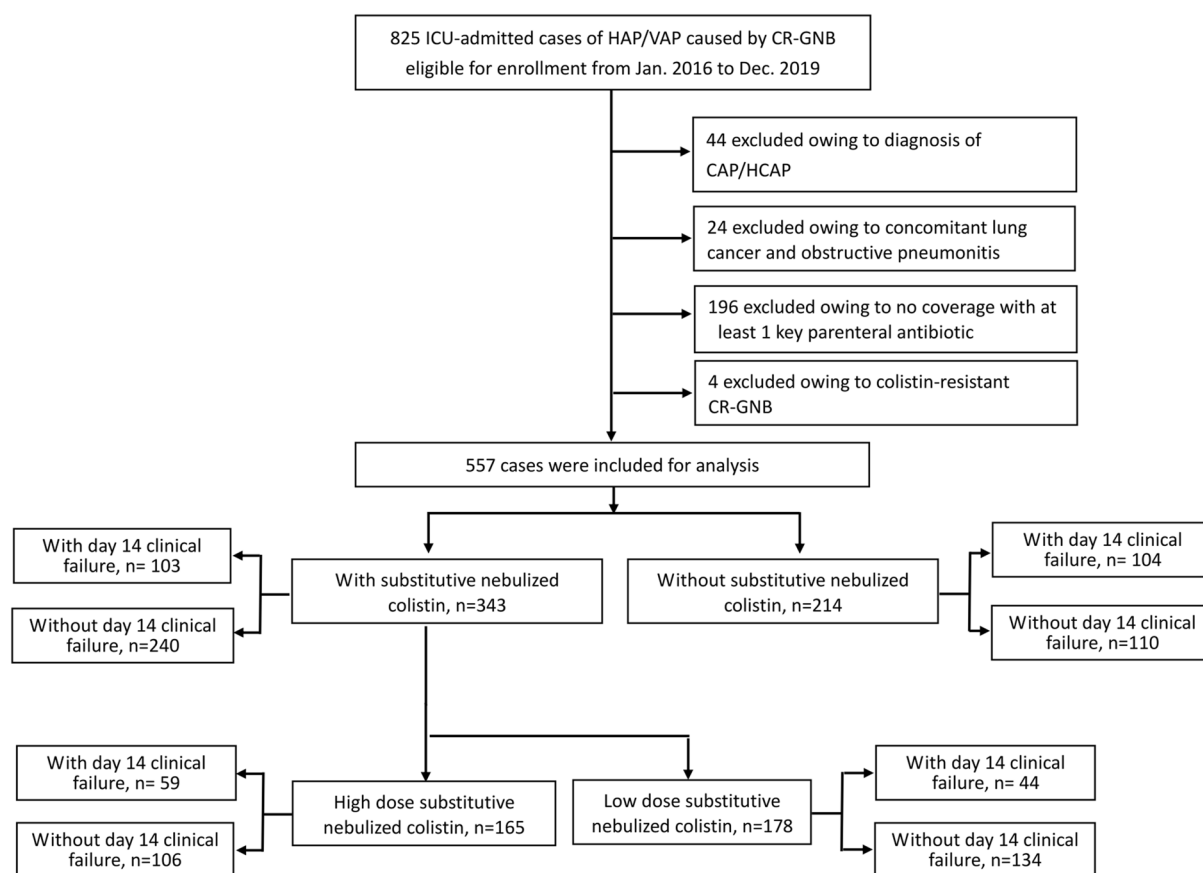 825 ICU-admitted cases of HAP/VAP caused by CR-GNB
eligible for enrollment from Jan. 2016 to Dec. 2019
44 excluded owing to diagnosis of
CAP/HCAP
24 excluded owing to concomitant lung
cancer and obstructive pneumonitis
196 excluded owing to no coverage with at
least 1 key parenteral antibiotic
4 excluded owing to colistin-resistant
CR-GNB
557 cases were included for analysis
With day 14 clinical
failure, n= 103
Without day 14 clinical
failure, n=240
With substitutive nebulized
colistin, n=343
Without substitutive nebulized
colistin, n=214
With day 14 clinical
failure, n= 104
Without day 14 clinical
failure, n=110
With day 14 clinical
failure, n= 59
Without day 14 clinical
failure, n=106
High dose substitutive
nebulized colistin, n=165
Low dose substitutive
nebulized colistin, n=178
With day 14 clinical
failure, n= 44
Without day 14 clinical
failure, n=134